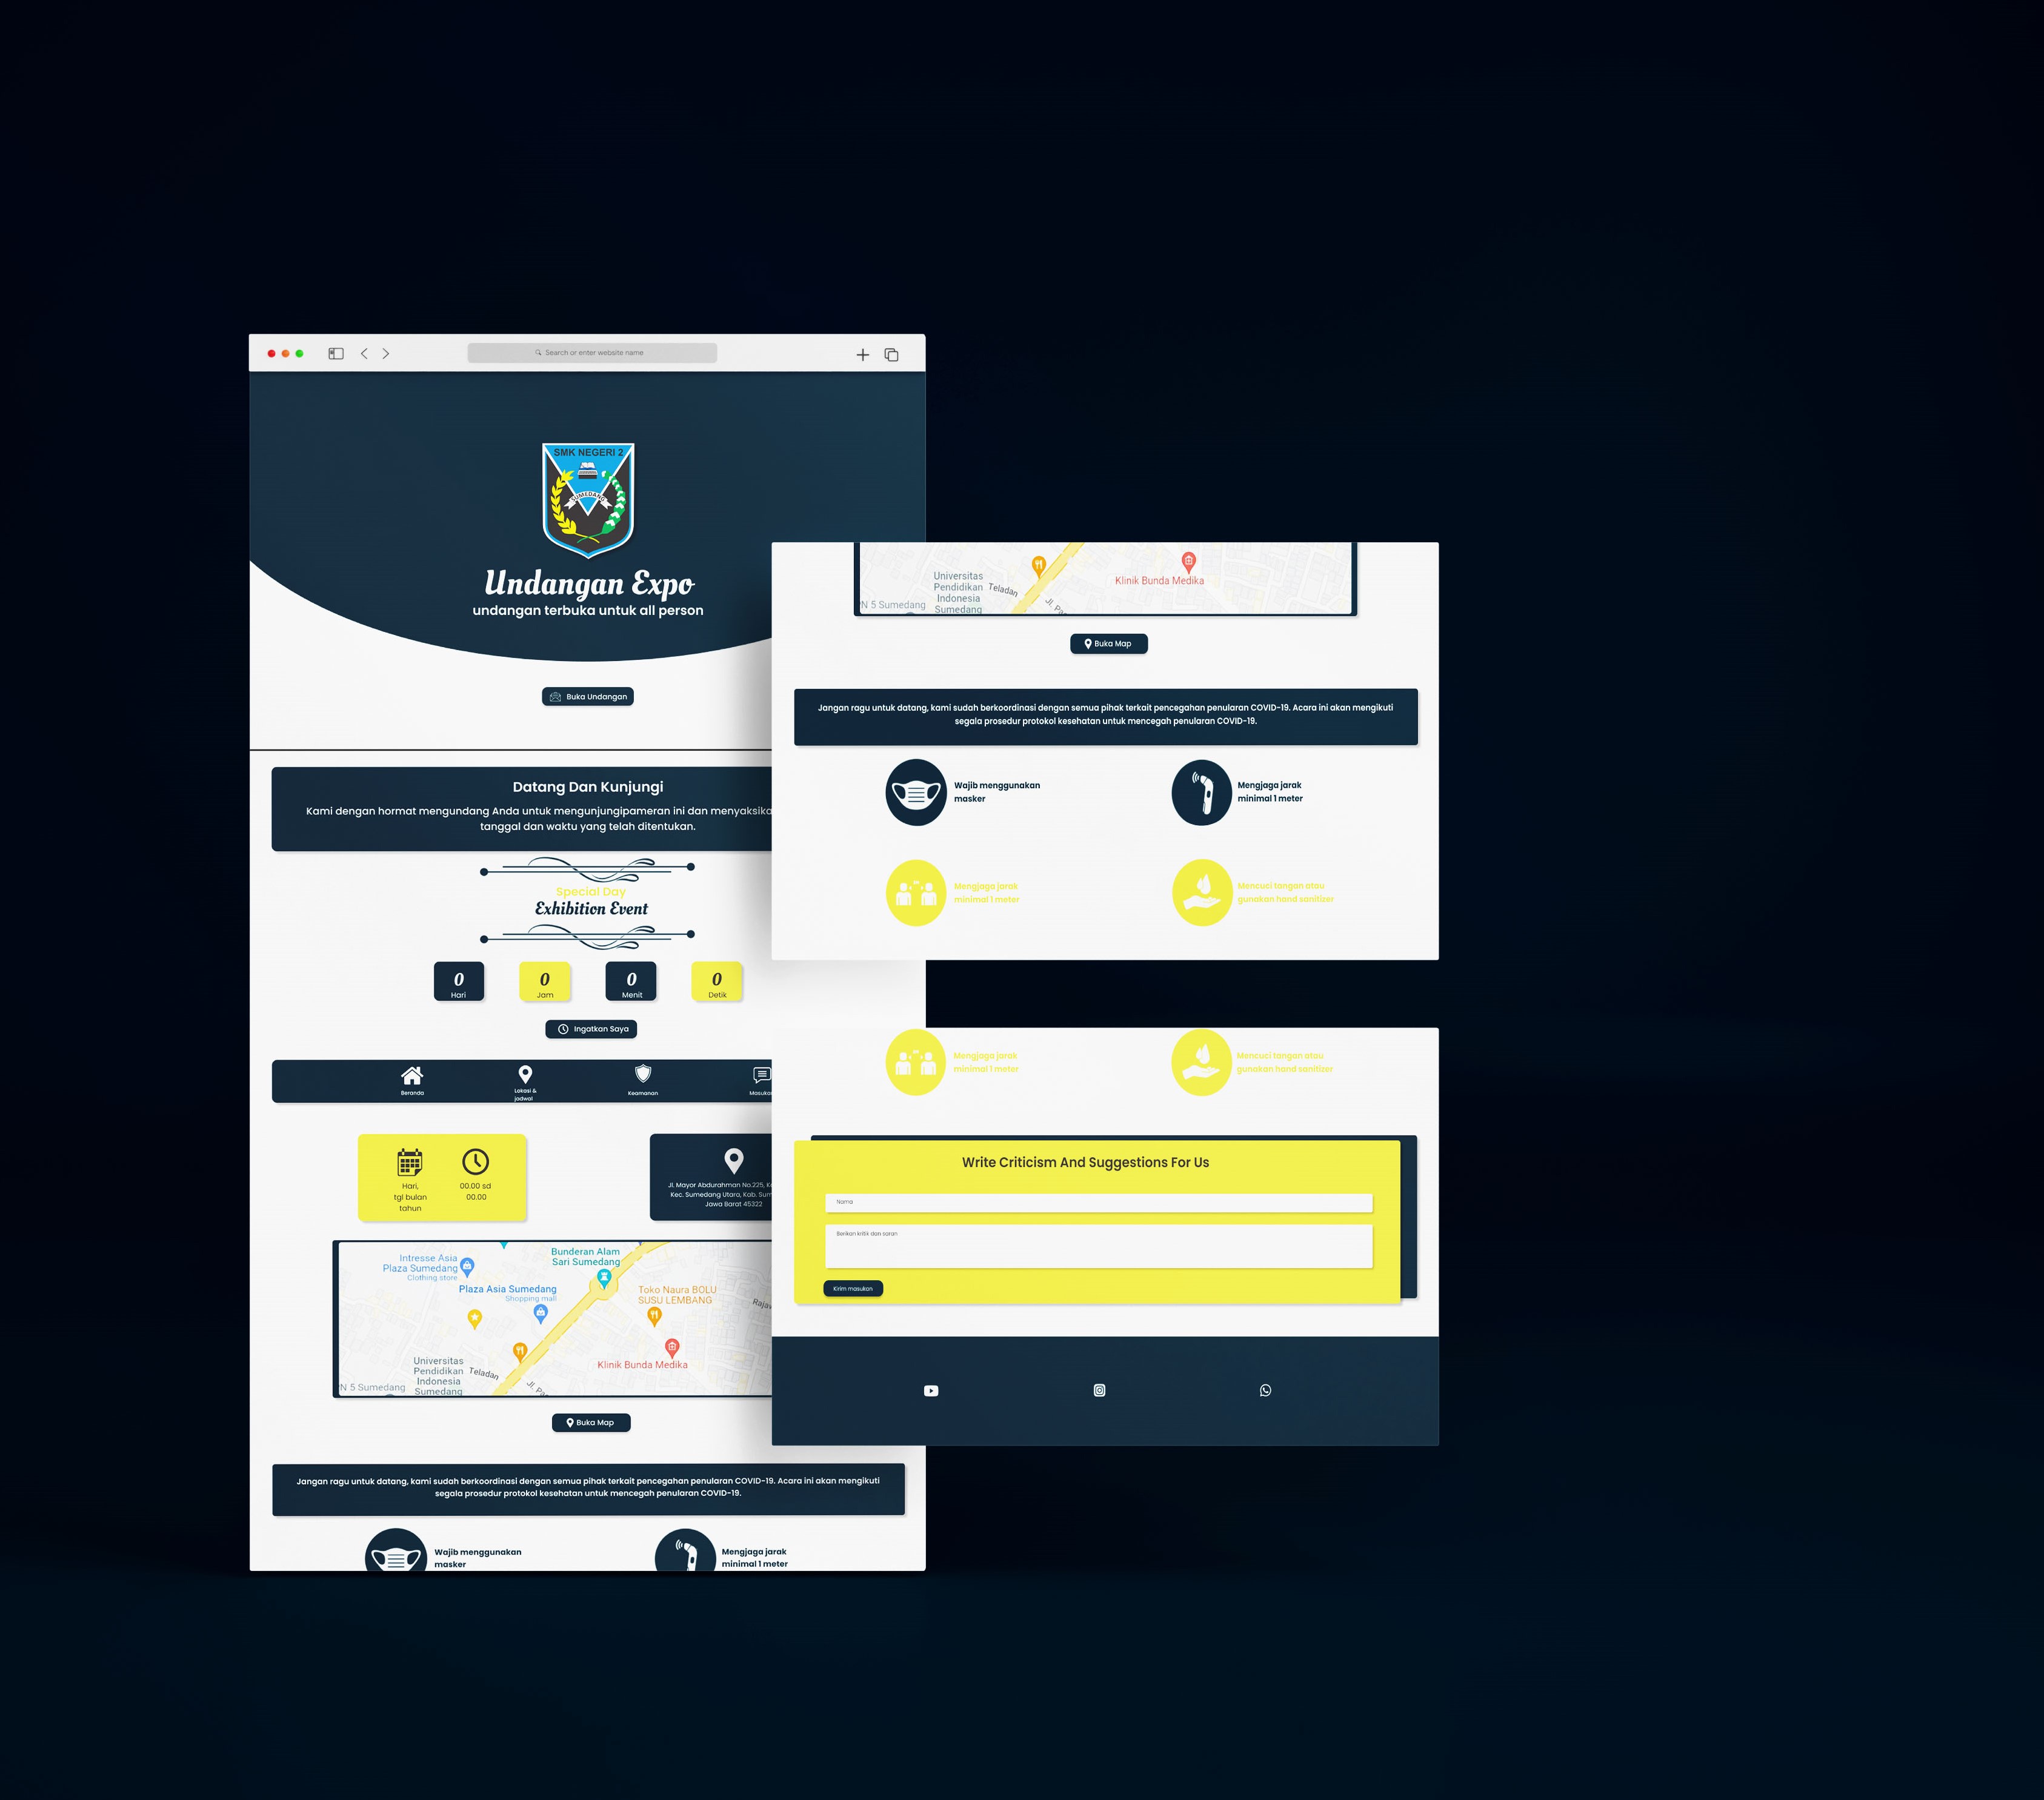 Search or enter website name
SMK NEGERI 2
SUMEDANG
Undangan Expo
undangan terbuka untuk all person
Buka Undangan
Datang Dan Kunjungi
Kami dengan hormat mengundang Anda untuk mengunjungipameran ini dan menyaksika
tanggal dan waktu yang telah ditentukan.
Special Day
Exhibition Event
0
Hari
0
Jam
0
Menit
0
Detik
Ingatkan Saya
Beranda
Lokasi &
jadwal
Keamanan
Masuka
Hari,
tgl bulan
tahun
00.00 sd
00.00
Jl. Mayor Abdurahman No.225, K
Kec. Sumedang Utara, Kab. Sum
Jawa Barat 45322
Intresse Asia
Plaza Sumedang
Clothing store
Bunderan Alam
Sari Sumedang
Plaza Asia Sumedang
Shopping mall
Toko Naura BOLU
SUSU LEMBANG
Rajaw
Klinik Bunda Medika
Universitas
Pendidikan
Indonesia
Sumedang
Teladan
Jl. Pa
N 5 Sumedang
Buka Map
Jangan ragu untuk datang, kami sudah berkoordinasi dengan semua pihak terkait pencegahan penularan COVID-19. Acara ini akan mengikuti
segala prosedur protokol kesehatan untuk mencegah penularan COVID-19.
Wajib menggunakan
masker
Mengjaga jarak
minimal 1 meter
Universitas
Pendidikan
Indonesia
Sumedang
Teladan
Jl. Pa
N 5 Sumedang
Klinik Bunda Medika
Buka Map
Jangan ragu untuk datang, kami sudah berkoordinasi dengan semua pihak terkait pencegahan penularan COVID-19. Acara ini akan mengikuti
segala prosedur protokol kesehatan untuk mencegah penularan COVID-19.
Wajib menggunakan
masker
Mengjaga jarak
minimal 1 meter
Mengjaga jarak
minimal 1 meter
Mencuci tangan atau
gunakan hand sanitizer
Mengjaga jarak
minimal 1 meter
Mencuci tangan atau
gunakan hand sanitizer
Write Criticism And Suggestions For Us
Nama
Berikan kritik dan saran
Kirim masukan